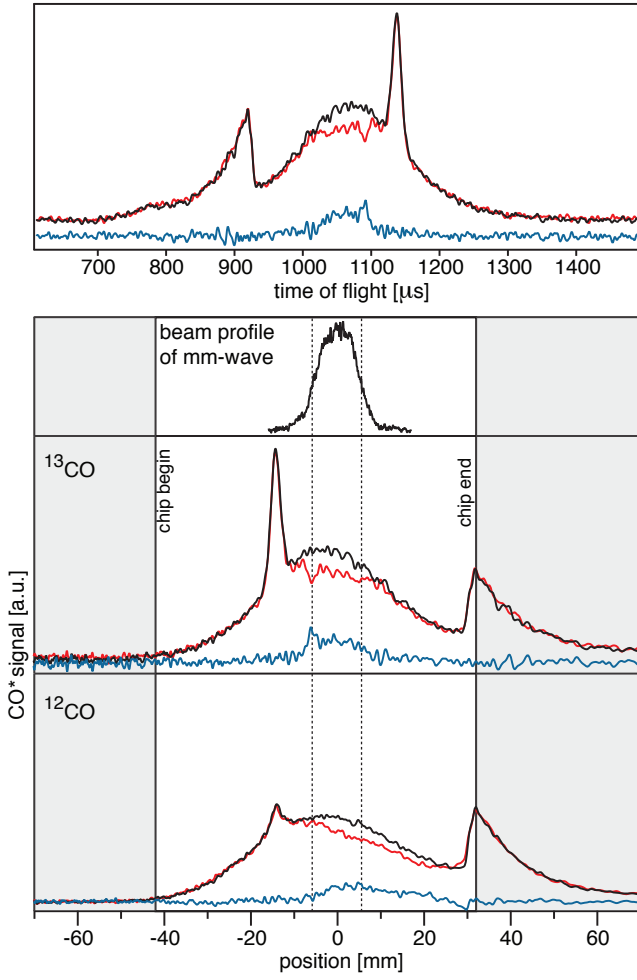 700 800 900 1000 1100 1200 1300 1400
time of flight [μs]
beam profile
of mm-wave
¹³CO
chip begin
chip end
CO* signal [a.u.]
¹²CO
-60 -40 -20 0 20 40 60
position [mm]